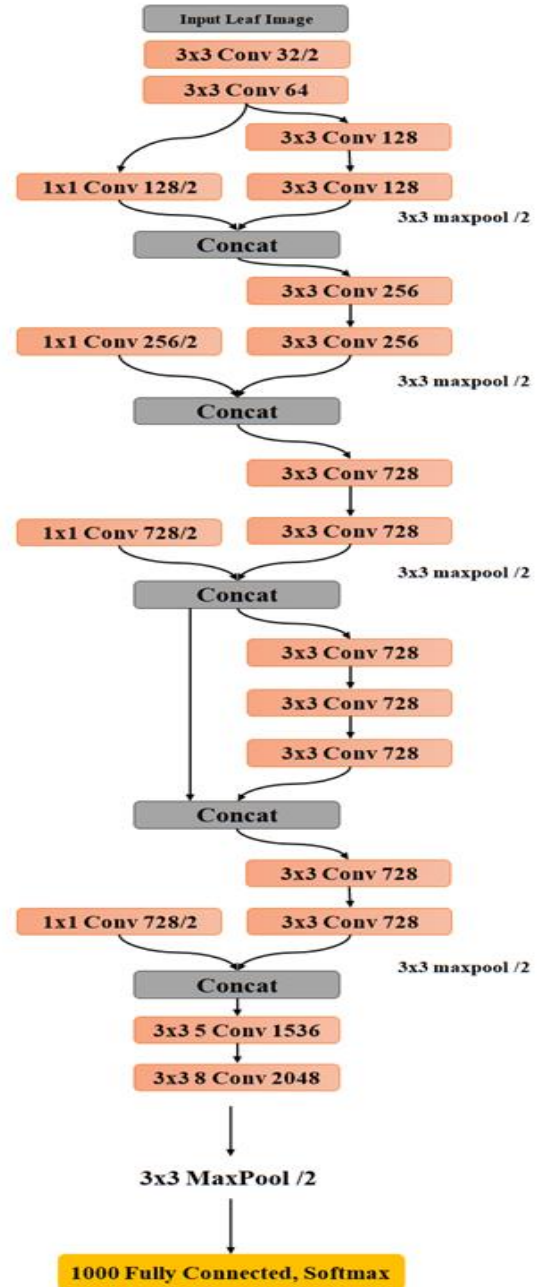 Input Leaf Image
3x3 Conv 32/2
3x3 Conv 64
3x3 Conv 128
1x1 Conv 128/2
3x3 Conv 128
3x3 maxpool /2
Concat
3x3 Conv 256
1x1 Conv 256/2
3x3 Conv 256
3x3 maxpool /2
Concat
3x3 Conv 728
1x1 Conv 728/2
3x3 Conv 728
3x3 maxpool /2
Concat
3x3 Conv 728
3x3 Conv 728
3x3 Conv 728
Concat
3x3 Conv 728
1x1 Conv 728/2
3x3 Conv 728
3x3 maxpool /2
Concat
3x3 5 Conv 1536
3x3 8 Conv 2048
3x3 MaxPool /2
1000 Fully Connected, Softmax